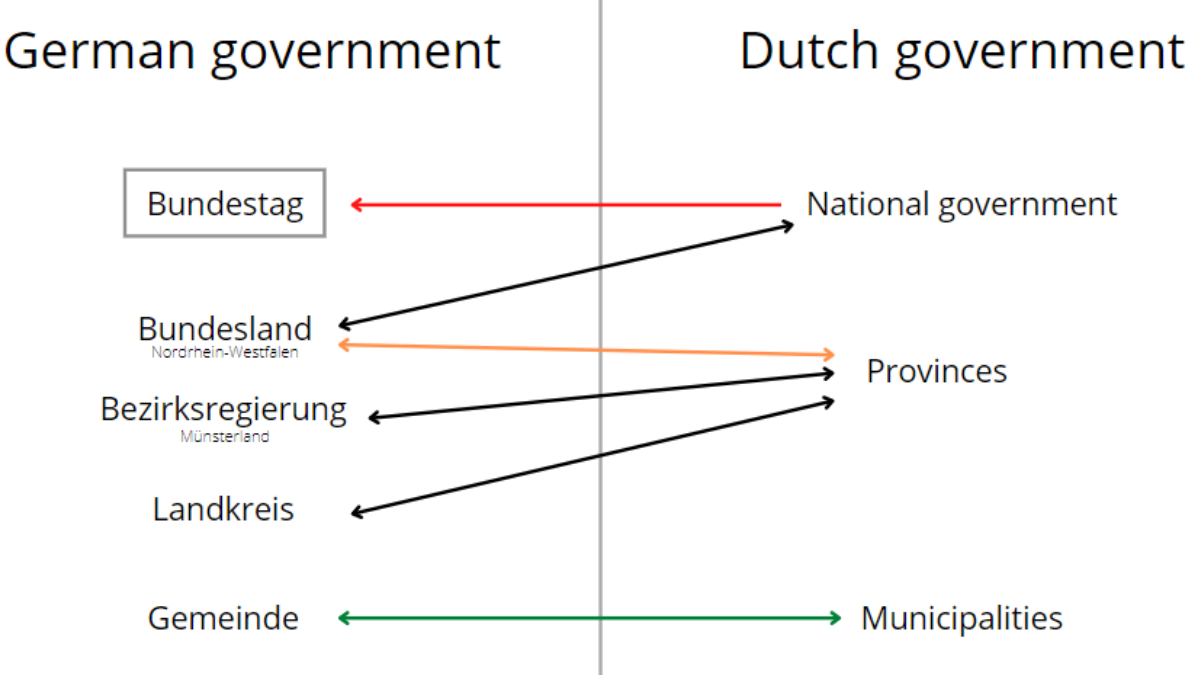 German government
Dutch government
Bundestag
National government
Bundesland
Nordrhein-Westfalen
Provinces
Bezirksregierung
Münsterland
Landkreis
Gemeinde
Municipalities